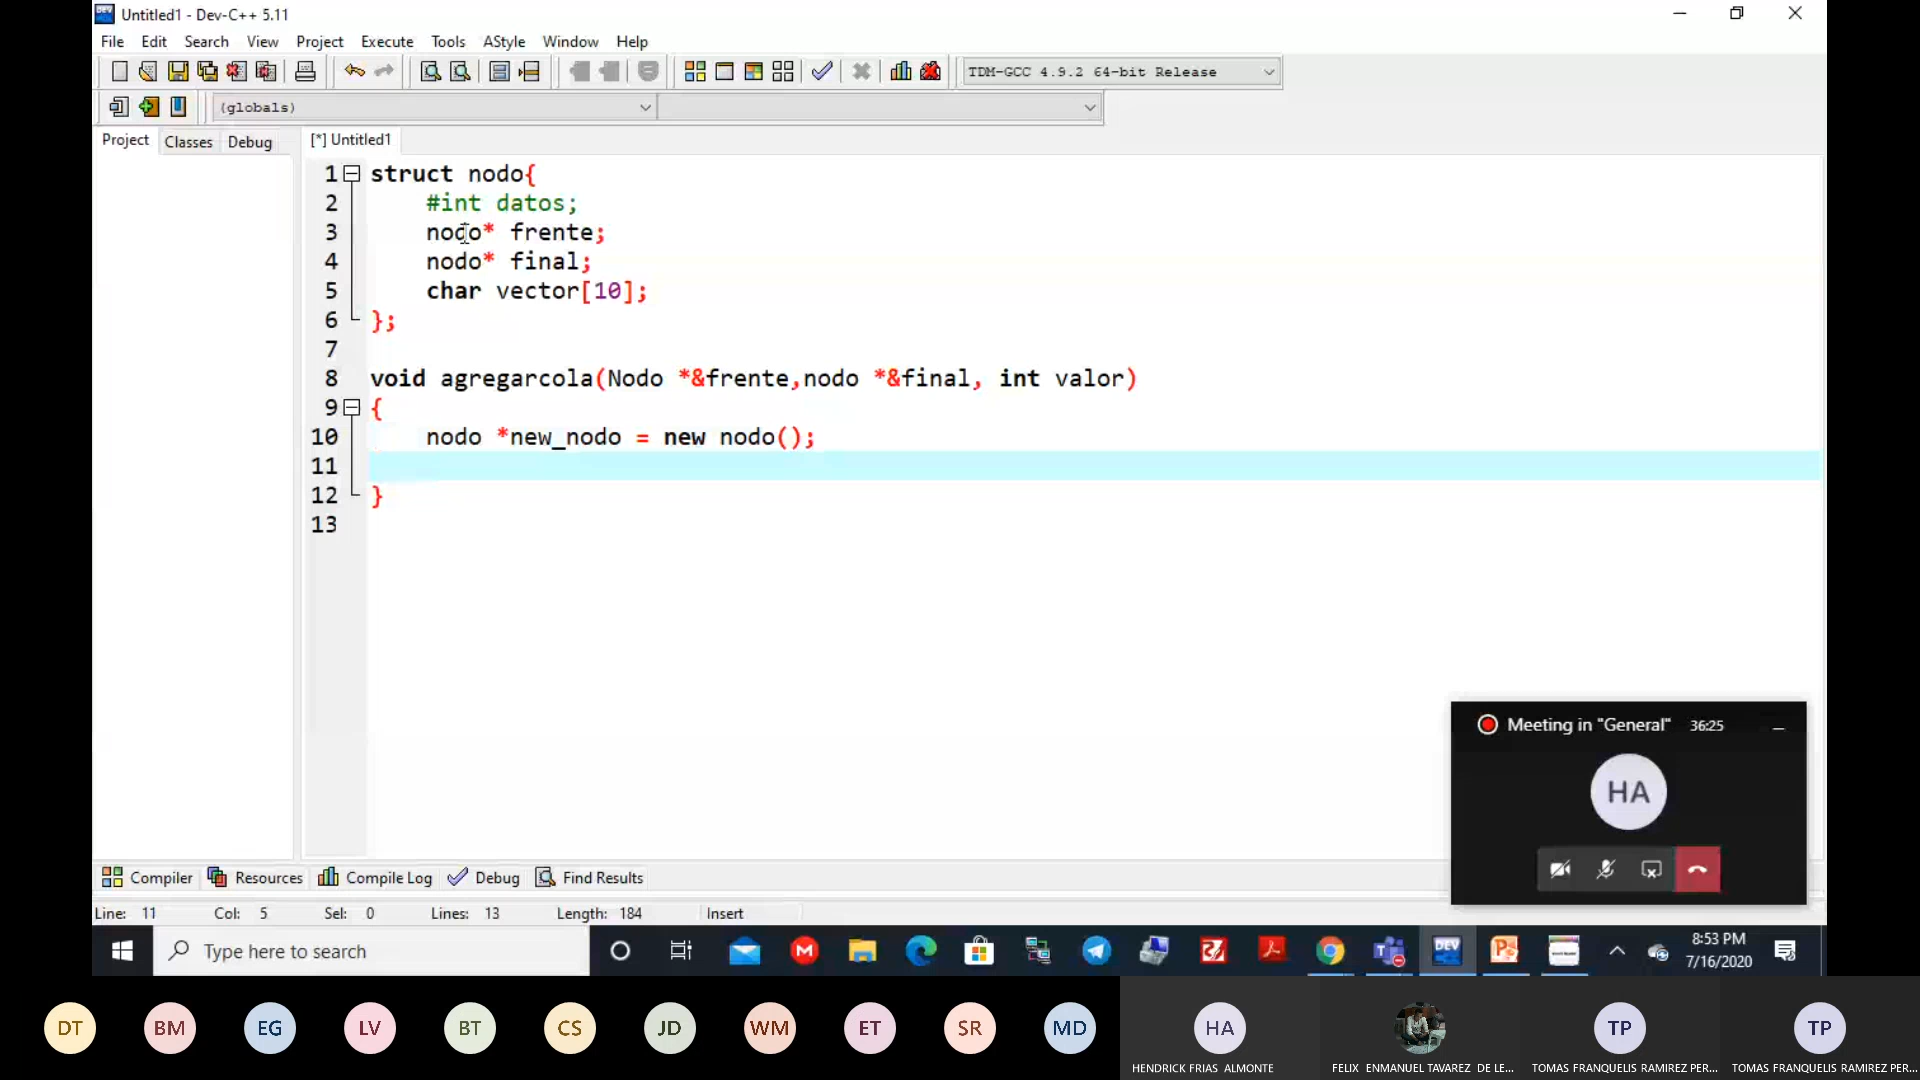 Untitled1 - Dev-C++ 5.11
File Edit Search View Project Execute Tools AStyle Window Help
TDM-GCC 4.9.2 64-bit Release
(globals)
Project Classes Debug [*] Untitled1
1 struct nodo{
2 #int datos;
3 nodo* frente;
4 nodo* final;
5 char vector[10];
6 };
7
8 void agregarcola(Nodo *&frente,nodo *&final, int valor)
9 {
10 nodo *new_nodo = new nodo();
11
12 }
13
Meeting in "General" 36:25
HA
Compiler Resources Compile Log Debug Find Results
Line: 11 Col: 5 Sel: 0 Lines: 13 Length: 184 Insert
Type here to search
DEV
8:53 PM
7/16/2020
DT BM EG LV BT CS JD WM ET SR MD HA TP TP
HENDRICK FRIAS ALMONTE FELIX ENMANUEL TAVAREZ DE LE... TOMAS FRANQUELIS RAMIREZ PER... TOMAS FRANQUELIS RAMIREZ PER...